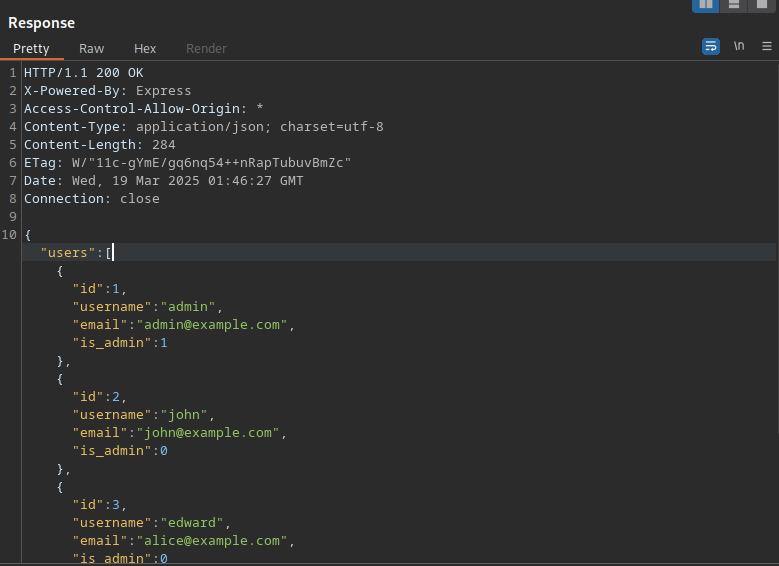 Response
Pretty Raw Hex Render \n
1 HTTP/1.1 200 OK
2 X-Powered-By: Express
3 Access-Control-Allow-Origin: *
4 Content-Type: application/json; charset=utf-8
5 Content-Length: 284
6 ETag: W/"11c-gYmE/gq6nq54++nRapTubuvBmZc"
7 Date: Wed, 19 Mar 2025 01:46:27 GMT
8 Connection: close
9
10 {
"users":[
{
"id":1,
"username":"admin",
"email":"admin@example.com",
"is_admin":1
},
{
"id":2,
"username":"john",
"email":"john@example.com",
"is_admin":0
},
{
"id":3,
"username":"edward",
"email":"alice@example.com",
"is_admin":0